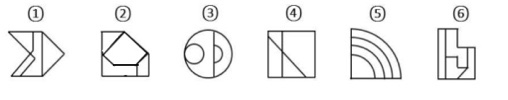 ① ② ③ ④ ⑤ ⑥